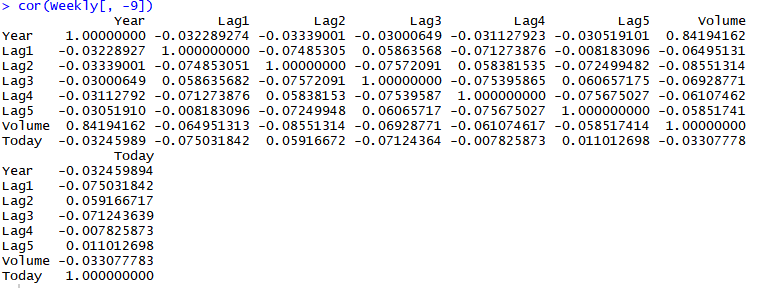 > cor(Weekly[, -9])
Year Lag1 Lag2 Lag3 Lag4 Lag5 Volume
Year 1.00000000 -0.032289274 -0.03339001 -0.03000649 -0.031127923 -0.030519101 0.84194162
Lag1 -0.03228927 1.000000000 -0.07485305 0.05863568 -0.071273876 -0.008183096 -0.06495131
Lag2 -0.03339001 -0.074853051 1.00000000 -0.07572091 0.058381535 -0.072499482 -0.08551314
Lag3 -0.03000649 0.058635682 -0.07572091 1.00000000 -0.075395865 0.060657175 -0.06928771
Lag4 -0.03112792 -0.071273876 0.05838153 -0.07539587 1.000000000 -0.075675027 -0.06107462
Lag5 -0.03051910 -0.008183096 -0.07249948 0.06065717 -0.075675027 1.000000000 -0.05851741
Volume 0.84194162 -0.064951313 -0.08551314 -0.06928771 -0.061074617 -0.058517414 1.00000000
Today -0.03245989 -0.075031842 0.05916672 -0.07124364 -0.007825873 0.011012698 -0.03307778
Today
Year -0.032459894
Lag1 -0.075031842
Lag2 0.059166717
Lag3 -0.071243639
Lag4 -0.007825873
Lag5 0.011012698
Volume -0.033077783
Today 1.000000000